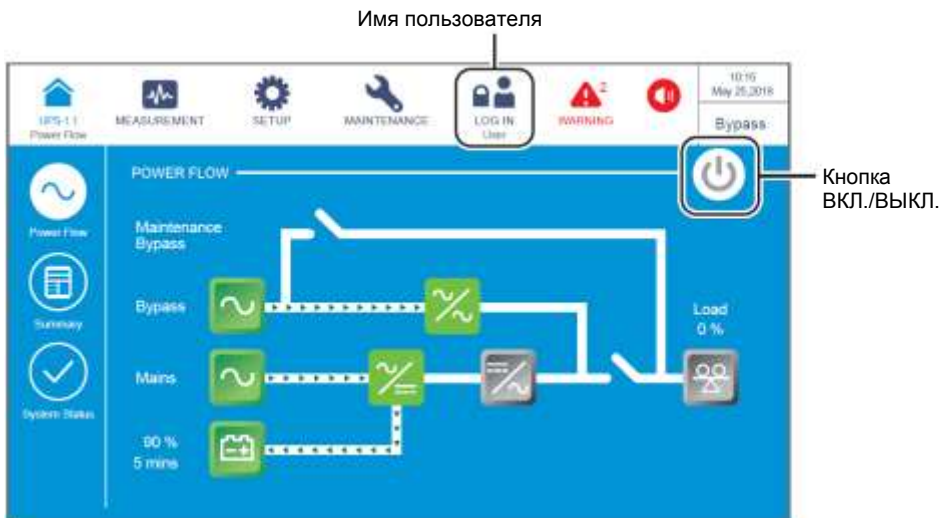 Имя пользователя
10:16
May 25,2018
UPS-1.1
Power Flow
MEASUREMENT
SETUP
MAINTENANCE
LOG IN
User
2
WARNING
Bypass
POWER FLOW
Кнопка
ВКЛ./ВЫКЛ.
Power Flow
Maintenance
Bypass
Bypass
Load
0 %
Summary
Mains
System Status
90 %
5 mins